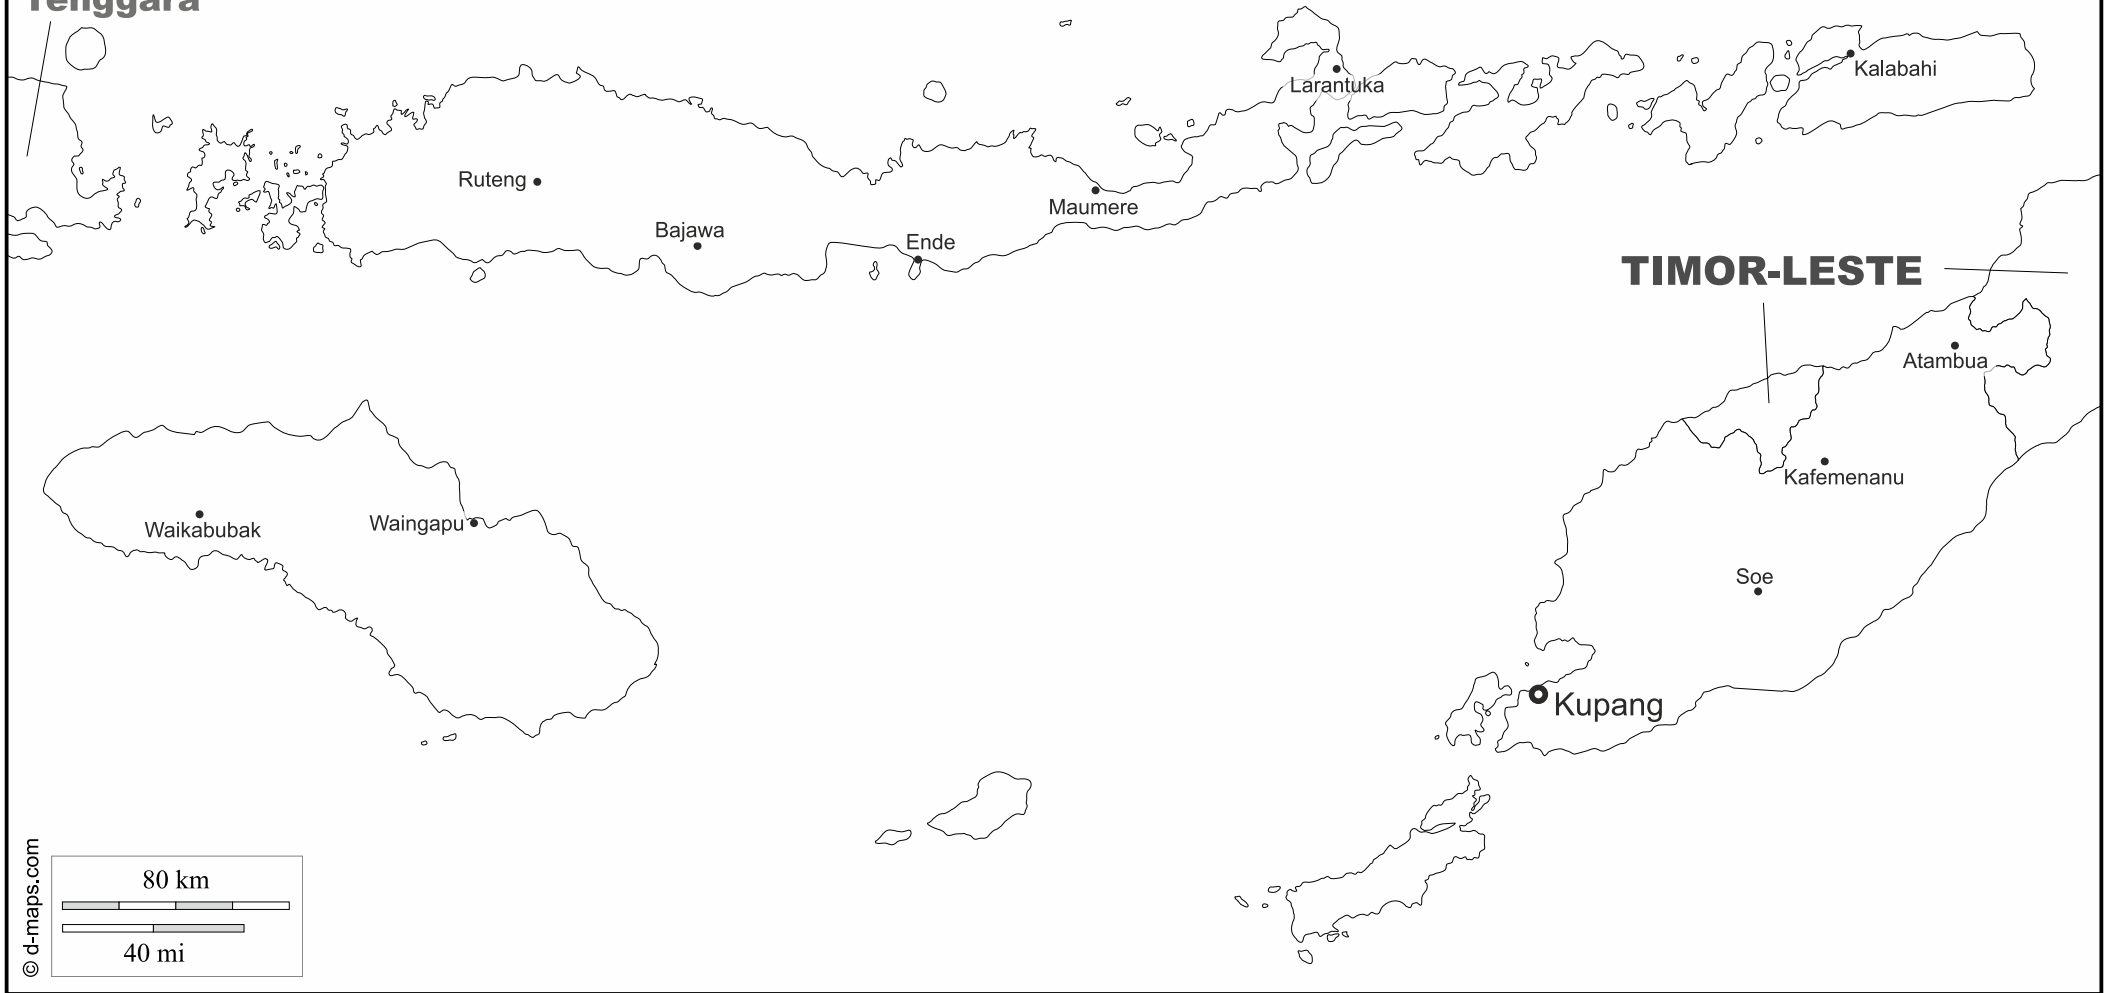 Tenggara
Kalabahi
Larantuka
Ruteng
Maumere
Bajawa
Ende
TIMOR-LESTE
Atambua
Kafemenanu
Waikabubak
Waingapu
Soe
Kupang
80 km
40 mi
© d-maps.com